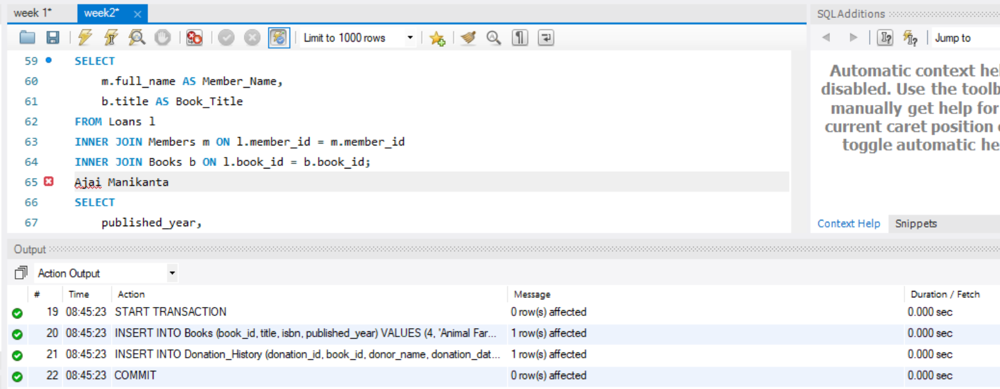 week 1*
week2*
SQLAdditions
Limit to 1000 rows
Jump to
59 SELECT
60 m.full_name AS Member_Name,
61 b.title AS Book_Title
62 FROM Loans l
63 INNER JOIN Members m ON l.member_id = m.member_id
64 INNER JOIN Books b ON l.book_id = b.book_id;
65 Ajai Manikanta
66 SELECT
67 published_year,
Automatic context hel
disabled. Use the toolb
manually get help for
current caret position
toggle automatic he
Context Help Snippets
Output
Action Output
# Time Action Message Duration / Fetch
19 08:45:23 START TRANSACTION 0 row(s) affected 0.000 sec
20 08:45:23 INSERT INTO Books (book_id, title, isbn, published_year) VALUES (4, 'Animal Far... 1 row(s) affected 0.000 sec
21 08:45:23 INSERT INTO Donation_History (donation_id, book_id, donor_name, donation_dat... 1 row(s) affected 0.000 sec
22 08:45:23 COMMIT 0 row(s) affected 0.000 sec